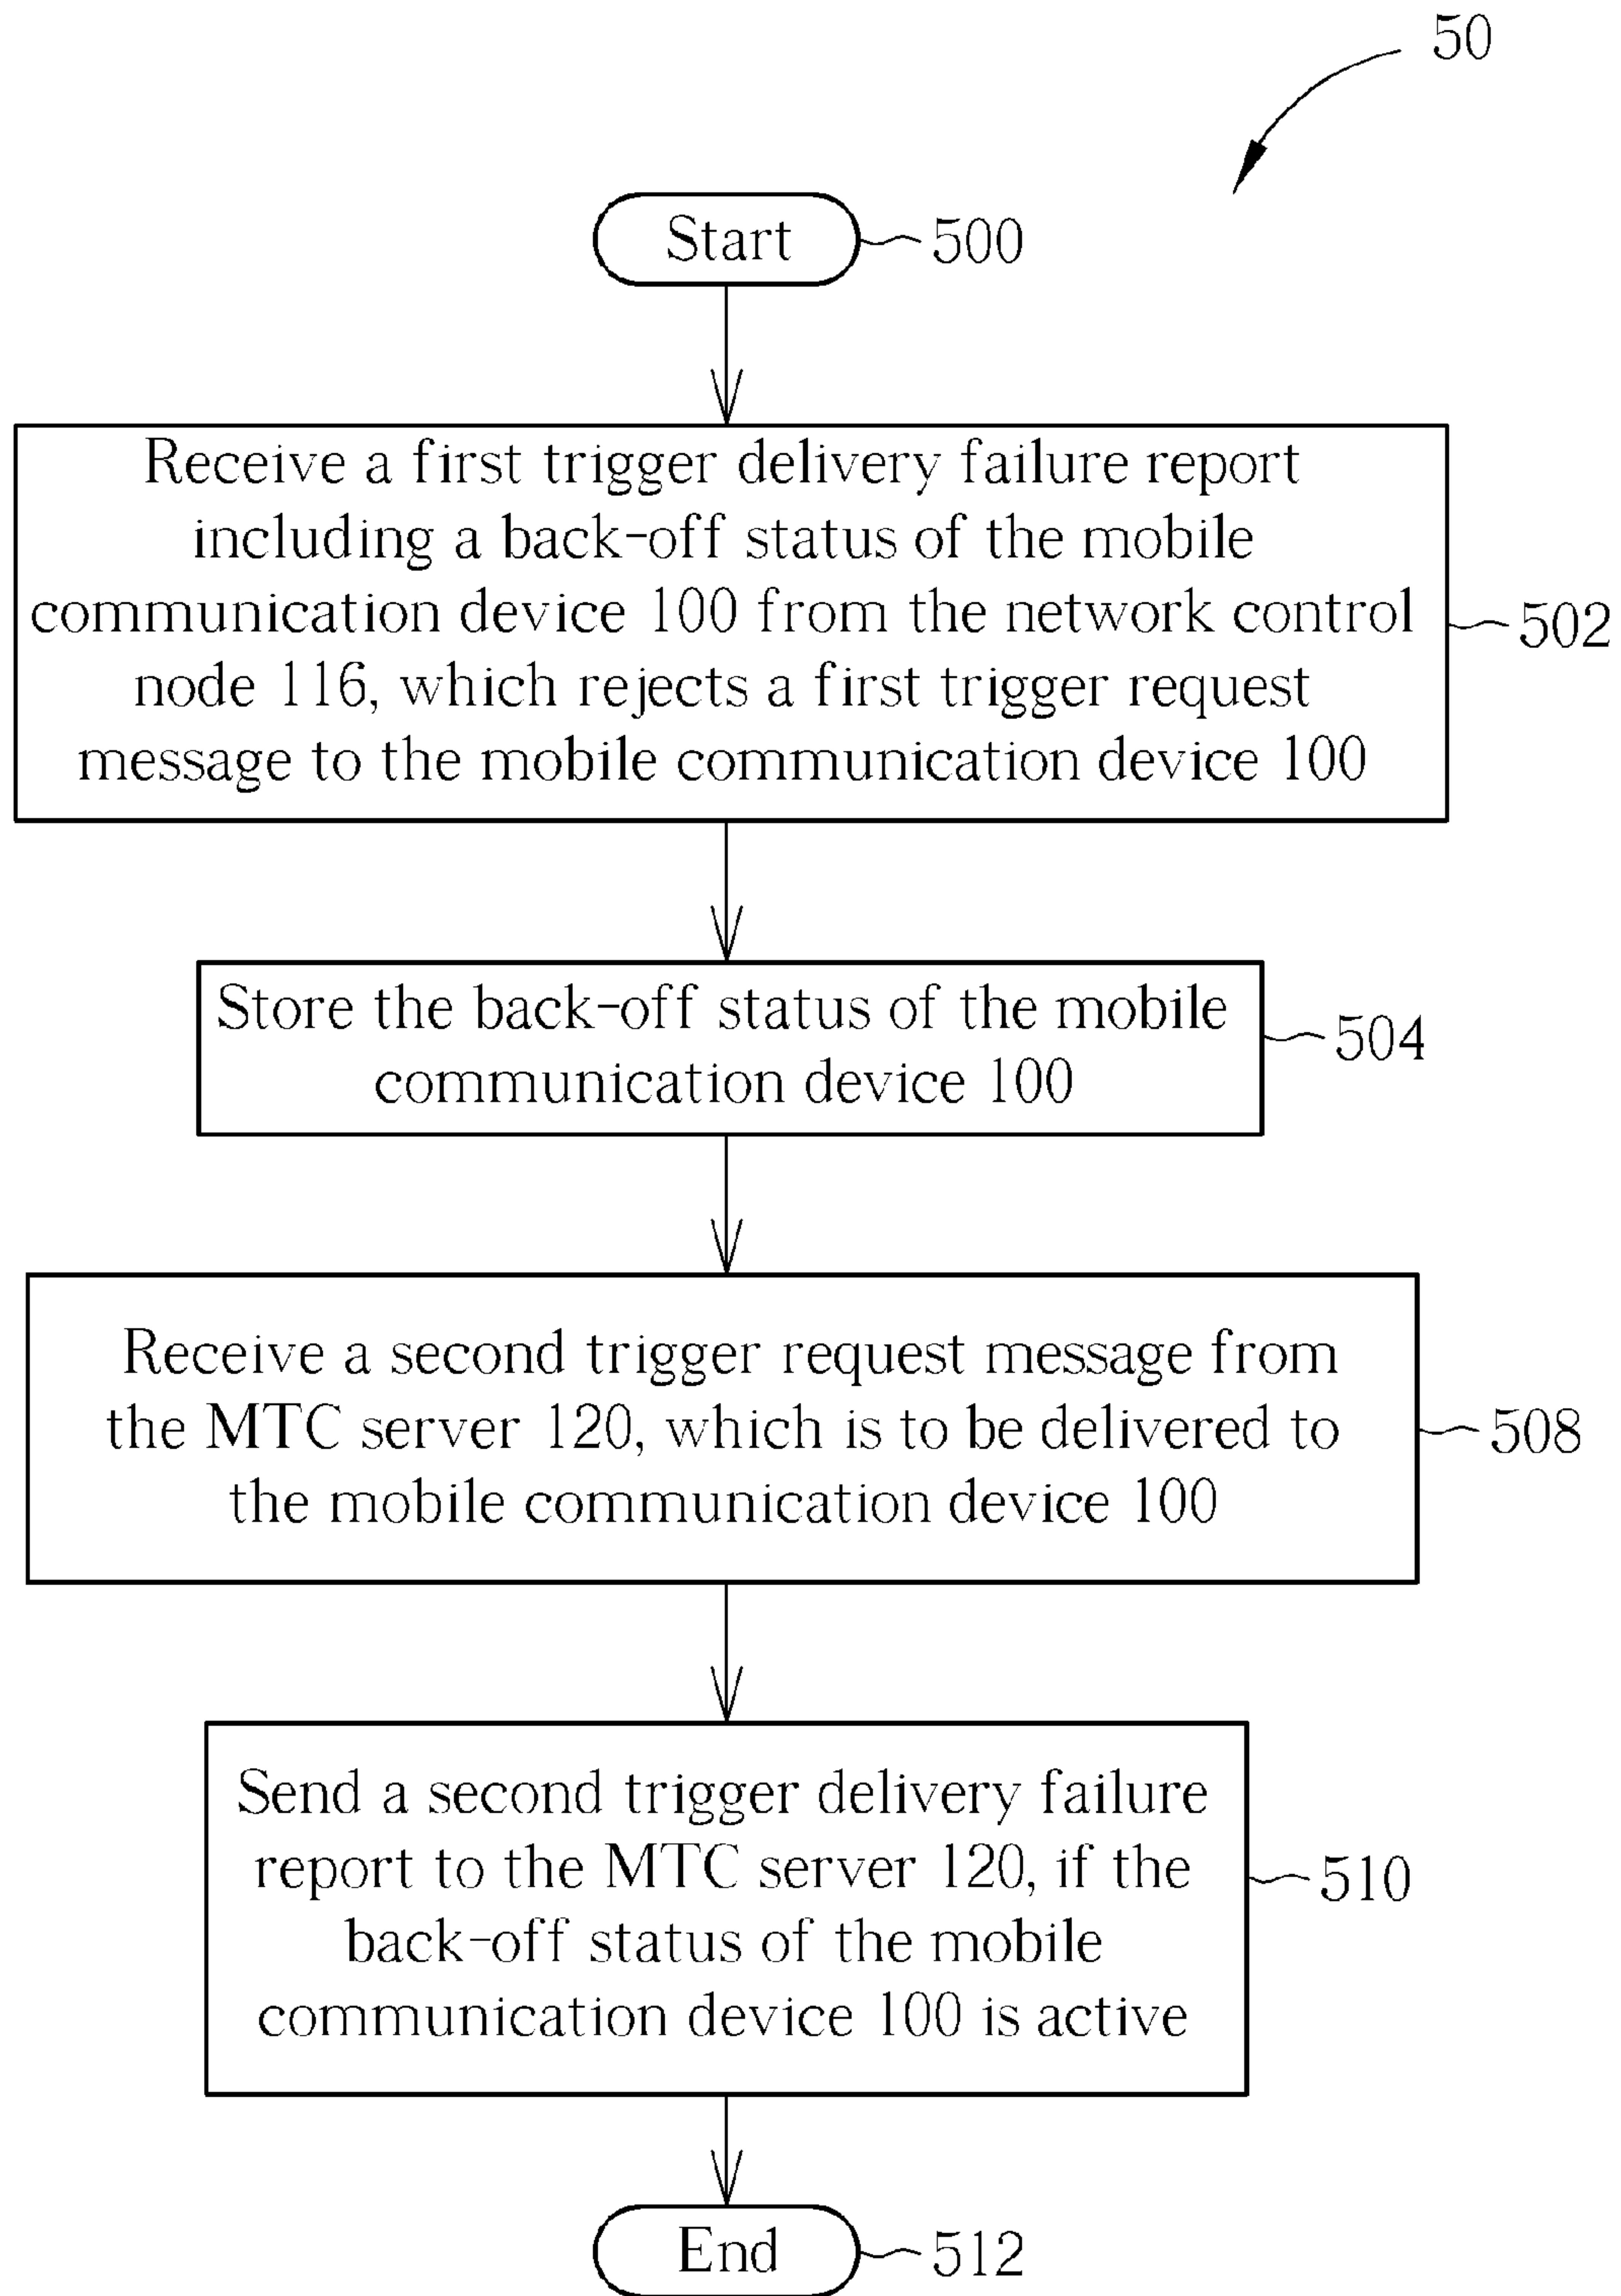 50
Start
500
Receive a first trigger delivery failure report
including a back-off status of the mobile
communication device 100 from the network control
node 116, which rejects a first trigger request
message to the mobile communication device 100
502
Store the back-off status of the mobile
communication device 100
504
Receive a second trigger request message from
the MTC server 120, which is to be delivered to
the mobile communication device 100
508
Send a second trigger delivery failure
report to the MTC server 120, if the
back-off status of the mobile
communication device 100 is active
510
End
512